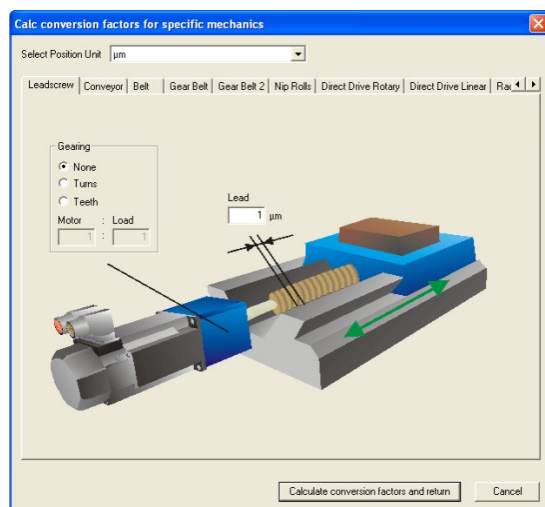 Calc conversion factors for specific mechanics
Select Position Unit µm
Leadscrew Conveyor Belt Gear Belt Gear Belt 2 Nip Rolls Direct Drive Rotary Direct Drive Linear
Gearing
None
Turns
Teeth
Motor : Load
1 : 1
Lead
1 µm
Calculate conversion factors and return Cancel